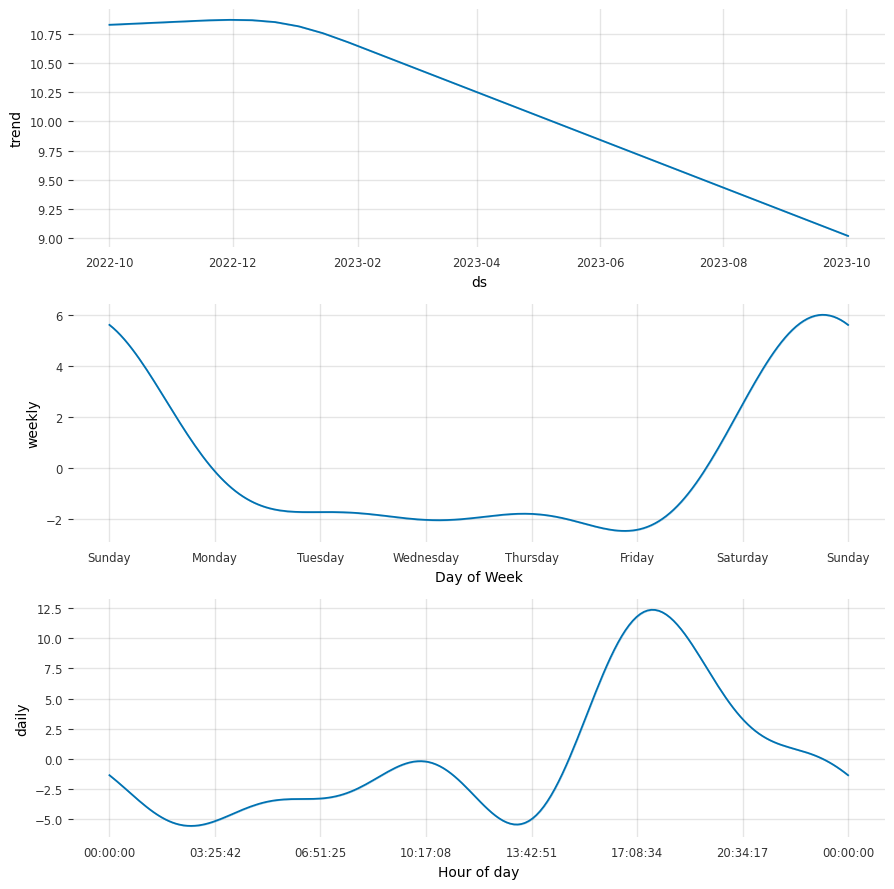 10.75
10.50
10.25
10.00
9.75
9.50
9.25
9.00
trend
2022-10 2022-12 2023-02 2023-04 2023-06 2023-08 2023-10
ds
6
4
2
0
−2
weekly
Sunday Monday Tuesday Wednesday Thursday Friday Saturday Sunday
Day of Week
12.5
10.0
7.5
5.0
2.5
0.0
−2.5
−5.0
daily
00:00:00 03:25:42 06:51:25 10:17:08 13:42:51 17:08:34 20:34:17 00:00:00
Hour of day